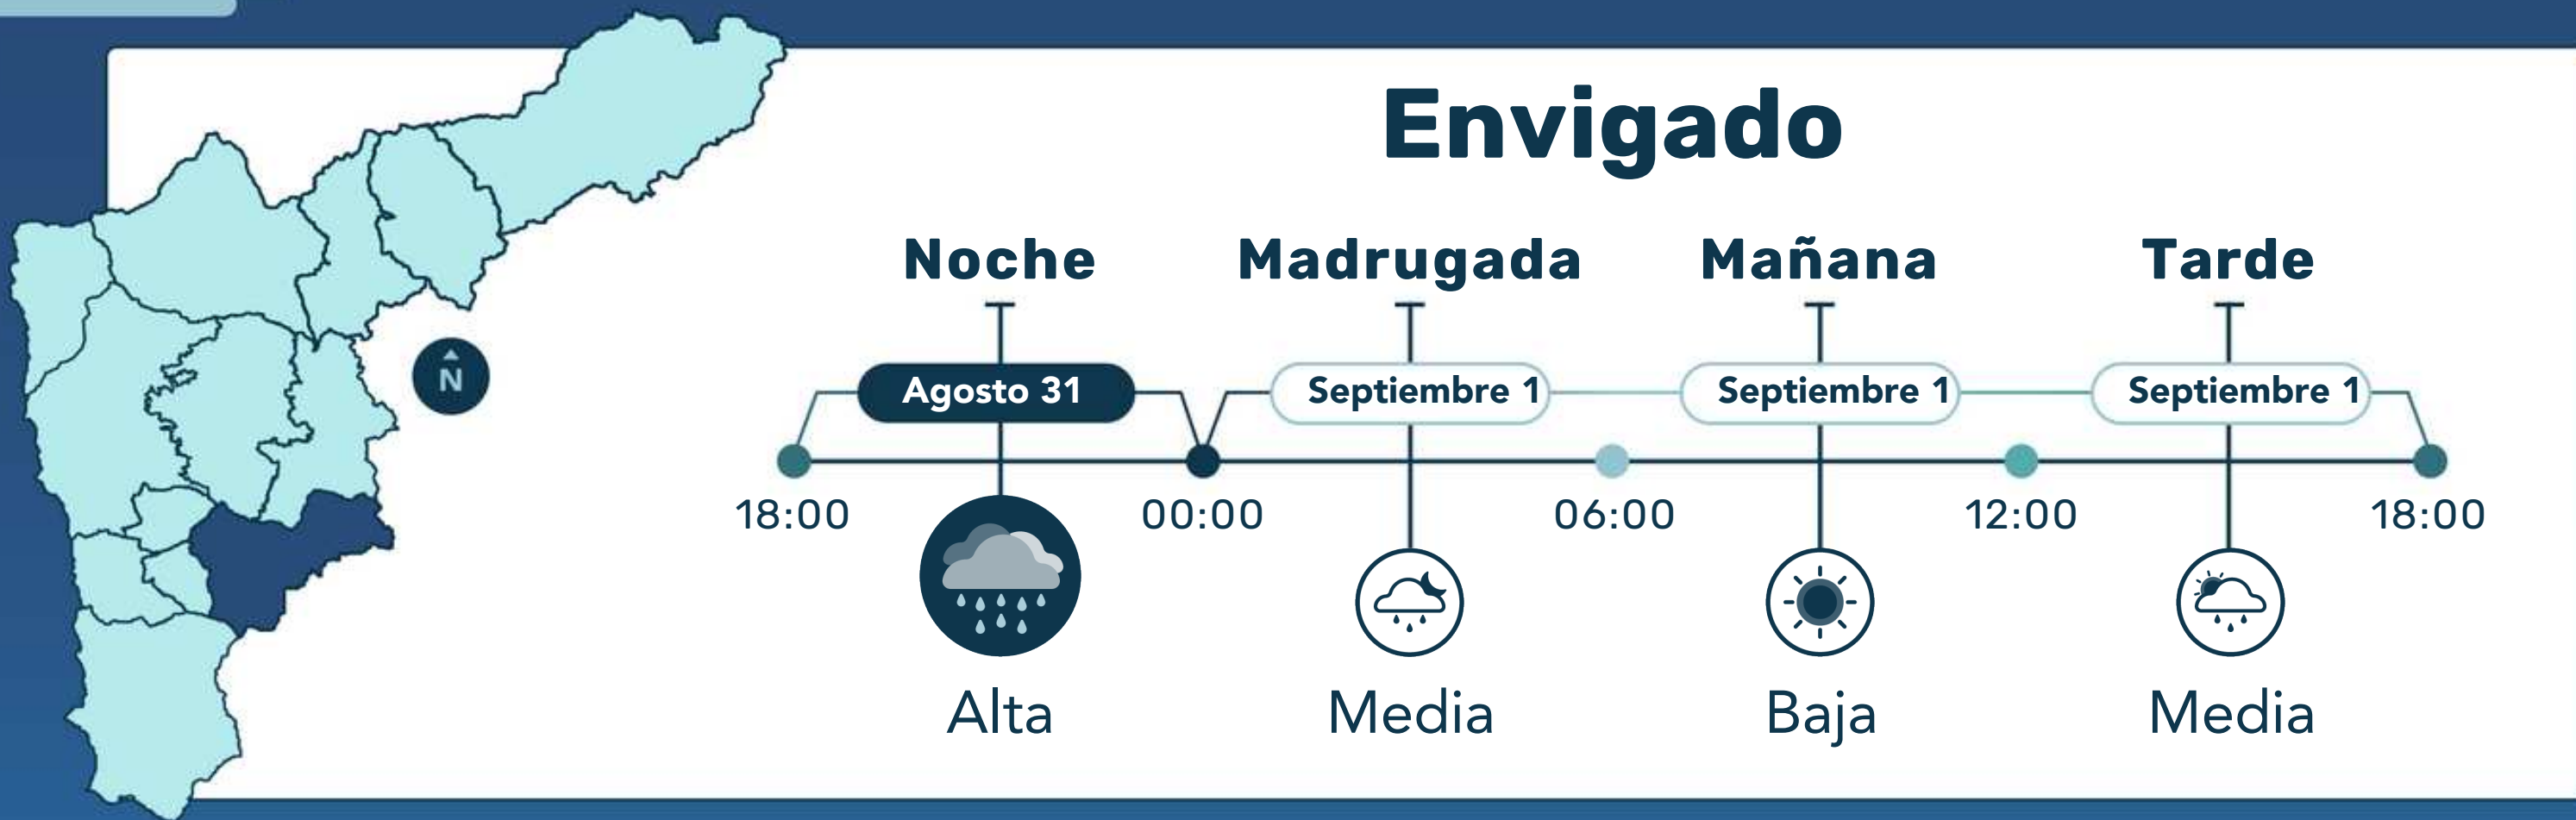 Envigado
Noche Madrugada Mañana Tarde
N
Agosto 31 Septiembre 1 Septiembre 1 Septiembre 1
18:00 00:00 06:00 12:00 18:00
Alta Media Baja Media